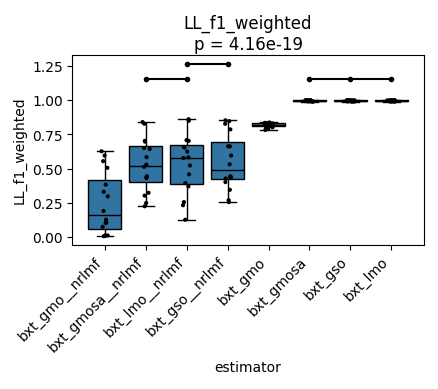 LL_f1_weighted
p = 4.16e-19
LL_f1_weighted
1.25
1.00
0.75
0.50
0.25
0.00
bxt_gmo__nrlmf
bxt_gmosa__nrlmf
bxt_lmo__nrlmf
bxt_gso__nrlmf
bxt_gmo
bxt_gmosa
bxt_gso
bxt_lmo
estimator